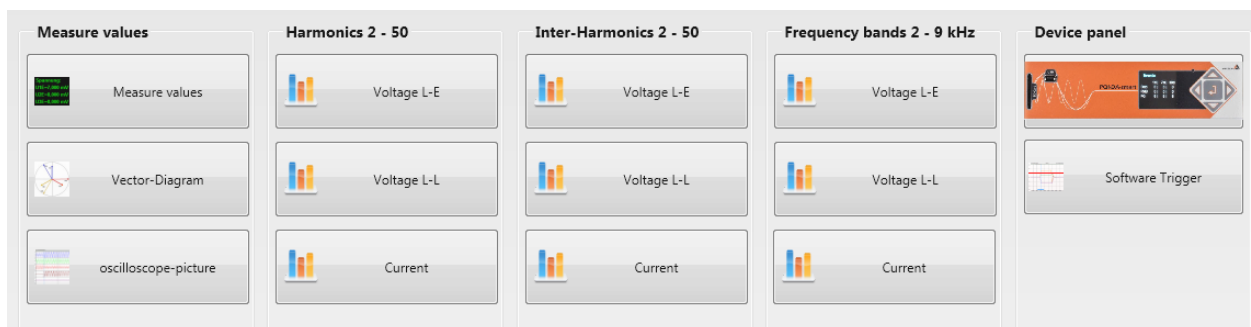 Measure values
Harmonics 2 - 50
Inter-Harmonics 2 - 50
Frequency bands 2 - 9 kHz
Device panel
Measure values
Voltage L-E
Voltage L-E
Voltage L-E
Vector-Diagram
Voltage L-L
Voltage L-L
Voltage L-L
Software Trigger
oscilloscope-picture
Current
Current
Current